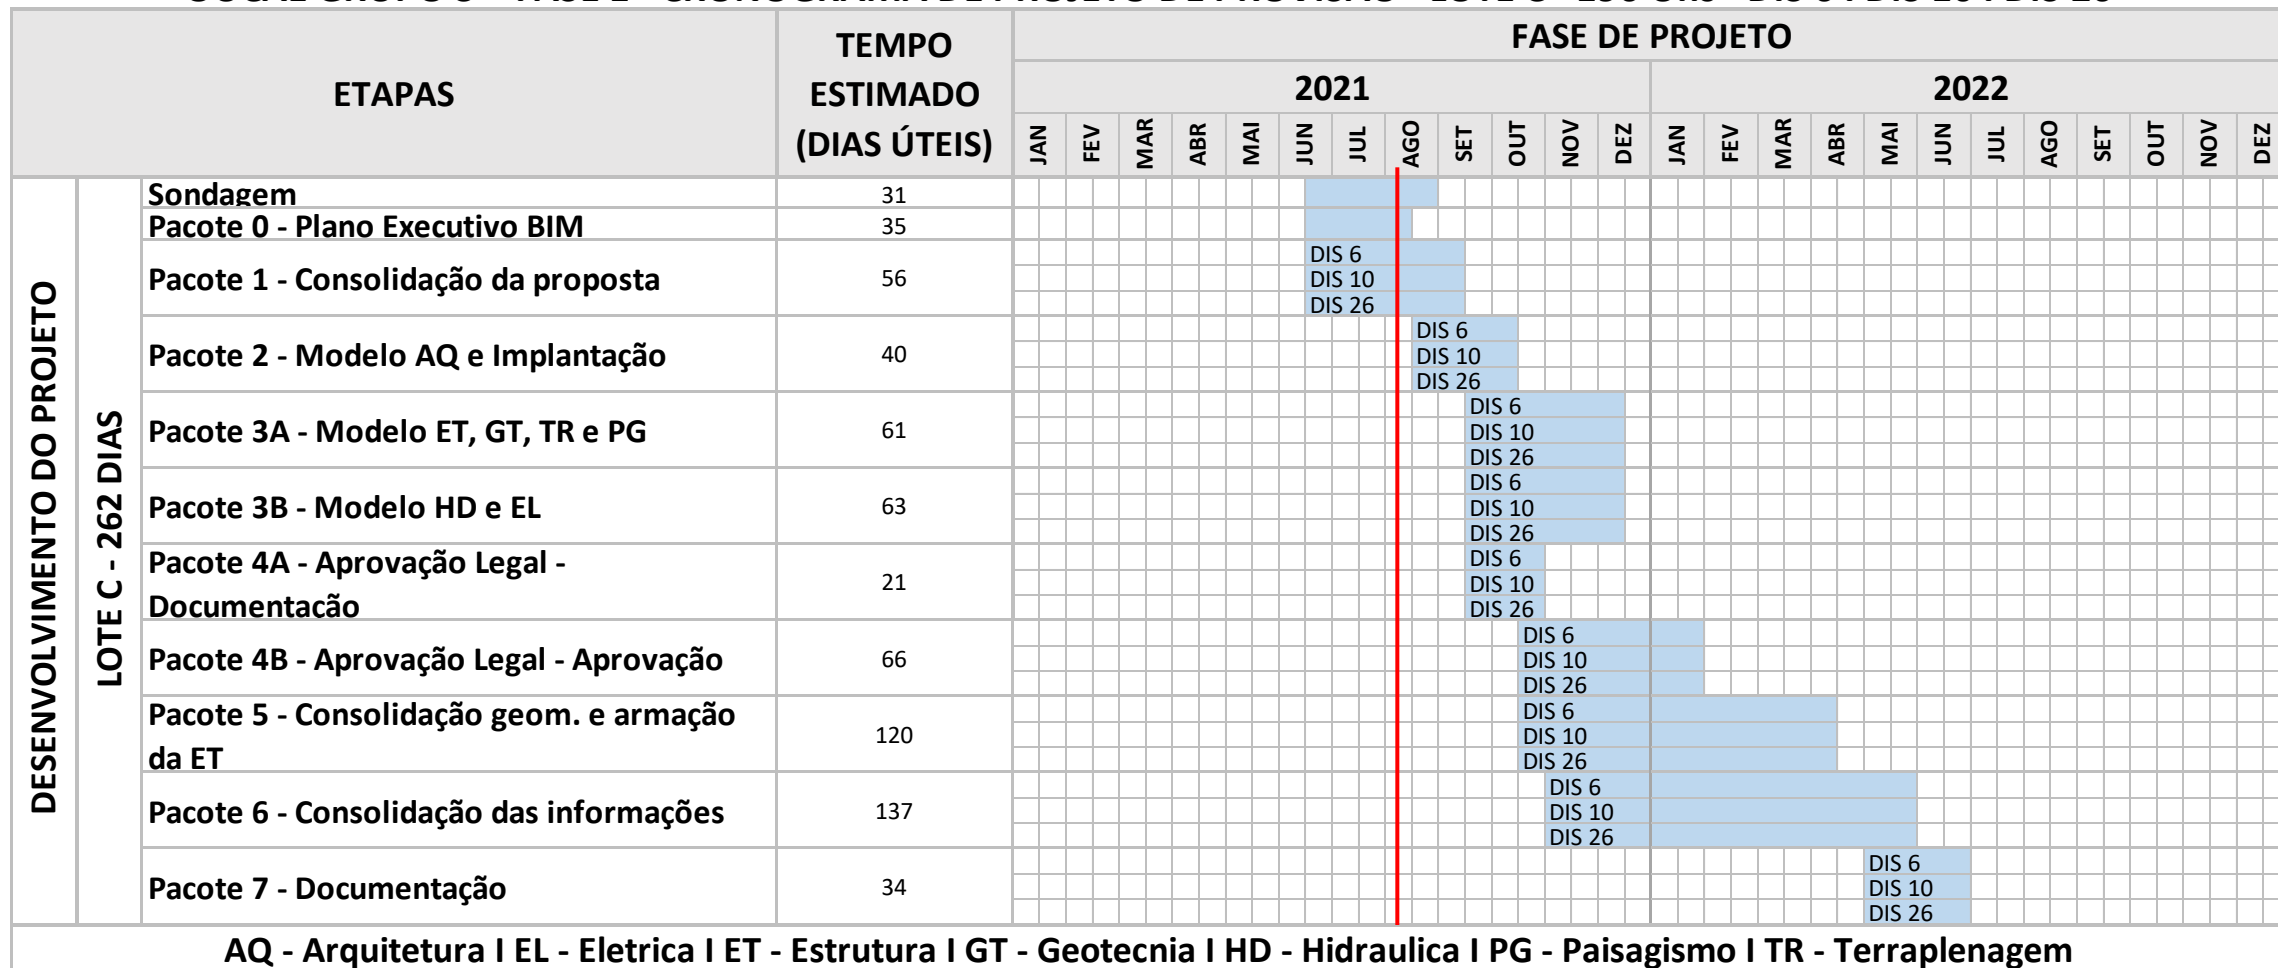 ETAPAS
TEMPO
ESTIMADO
(DIAS ÚTEIS)
FASE DE PROJETO
2021
2022
JAN FEV MAR ABR MAI JUN JUL AGO SET OUT NOV DEZ JAN FEV MAR ABR MAI JUN JUL AGO SET OUT NOV DEZ
DESENVOLVIMENTO DO PROJETO
LOTE C - 262 DIAS
Sondagem 31
Pacote 0 - Plano Executivo BIM 35
Pacote 1 - Consolidação da proposta 56
DIS 6
DIS 10
DIS 26
Pacote 2 - Modelo AQ e Implantação 40
DIS 6
DIS 10
DIS 26
Pacote 3A - Modelo ET, GT, TR e PG 61
DIS 6
DIS 10
DIS 26
Pacote 3B - Modelo HD e EL 63
DIS 6
DIS 10
DIS 26
Pacote 4A - Aprovação Legal -
Documentação 21
DIS 6
DIS 10
DIS 26
Pacote 4B - Aprovação Legal - Aprovação 66
DIS 6
DIS 10
DIS 26
Pacote 5 - Consolidação geom. e armação
da ET 120
DIS 6
DIS 10
DIS 26
Pacote 6 - Consolidação das informações 137
DIS 6
DIS 10
DIS 26
Pacote 7 - Documentação 34
DIS 6
DIS 10
DIS 26
AQ - Arquitetura I EL - Eletrica I ET - Estrutura I GT - Geotecnia I HD - Hidraulica I PG - Paisagismo I TR - Terraplenagem